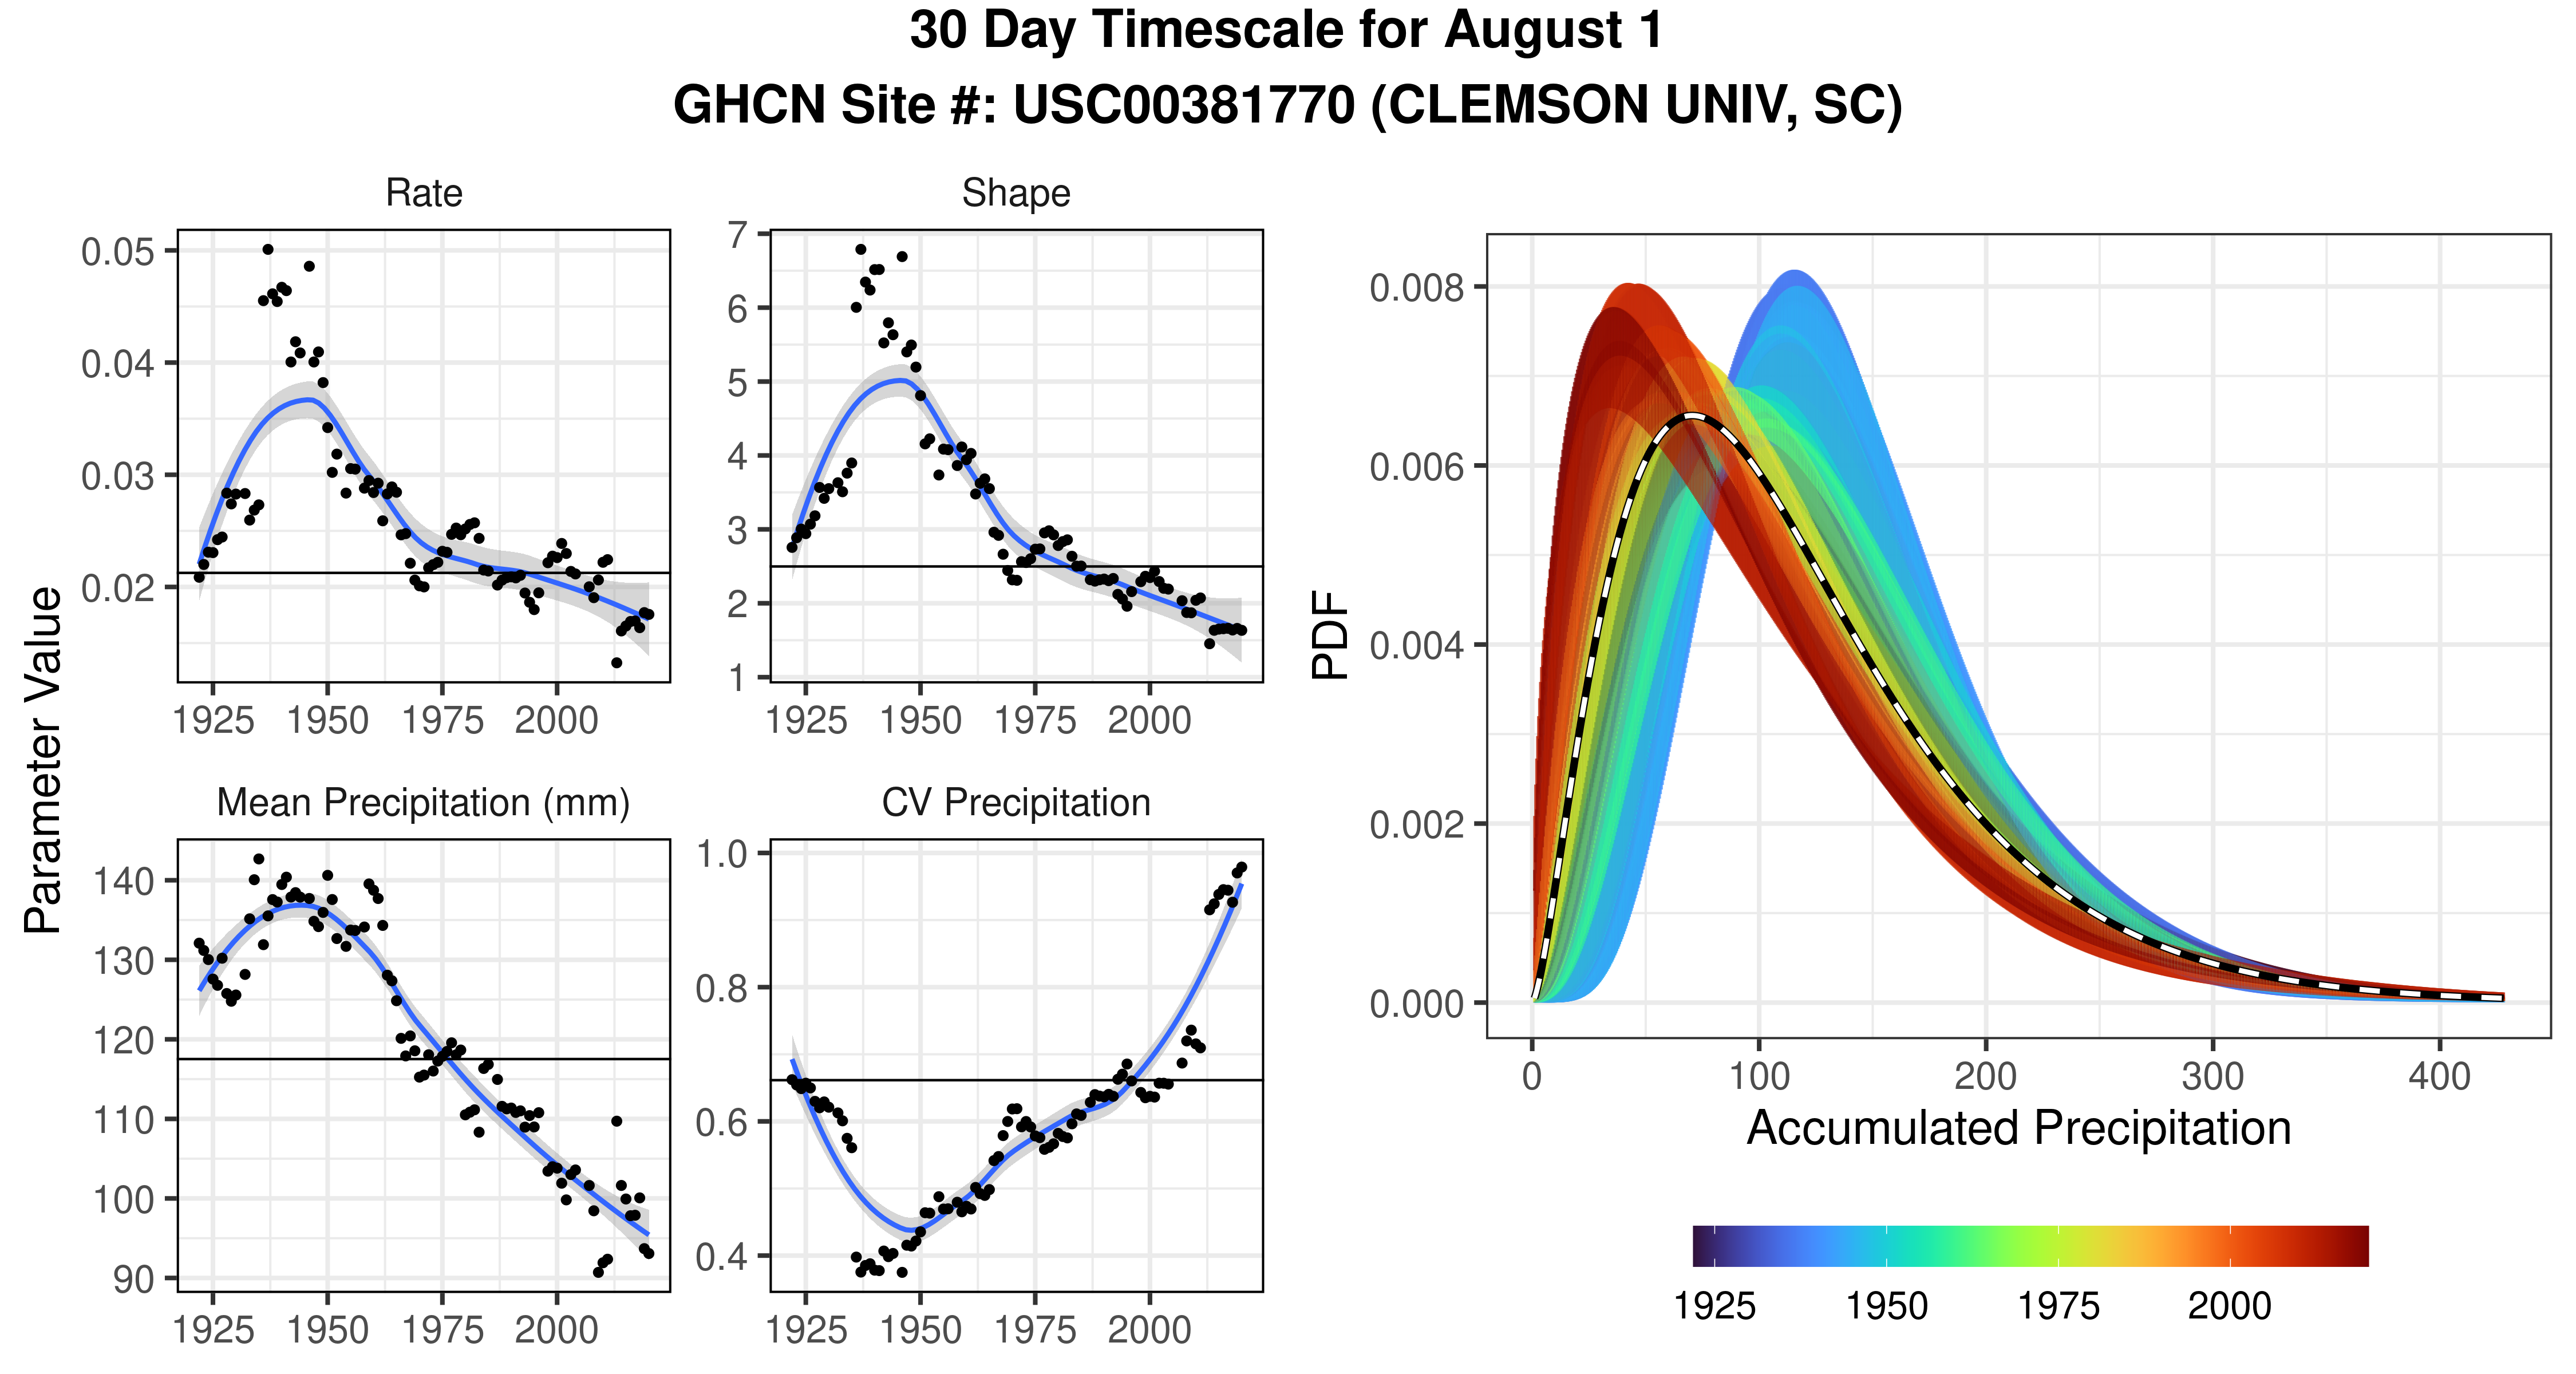 30 Day Timescale for August 1
GHCN Site #: USC00381770 (CLEMSON UNIV, SC)
Parameter Value
Rate
0.05
0.04
0.03
0.02
1925 1950 1975 2000
Shape
7
6
5
4
3
2
1
1925 1950 1975 2000
Mean Precipitation (mm)
140
130
120
110
100
90
1925 1950 1975 2000
CV Precipitation
1.0
0.8
0.6
0.4
1925 1950 1975 2000
PDF
0.008
0.006
0.004
0.002
0.000
0 100 200 300 400
Accumulated Precipitation
1925 1950 1975 2000